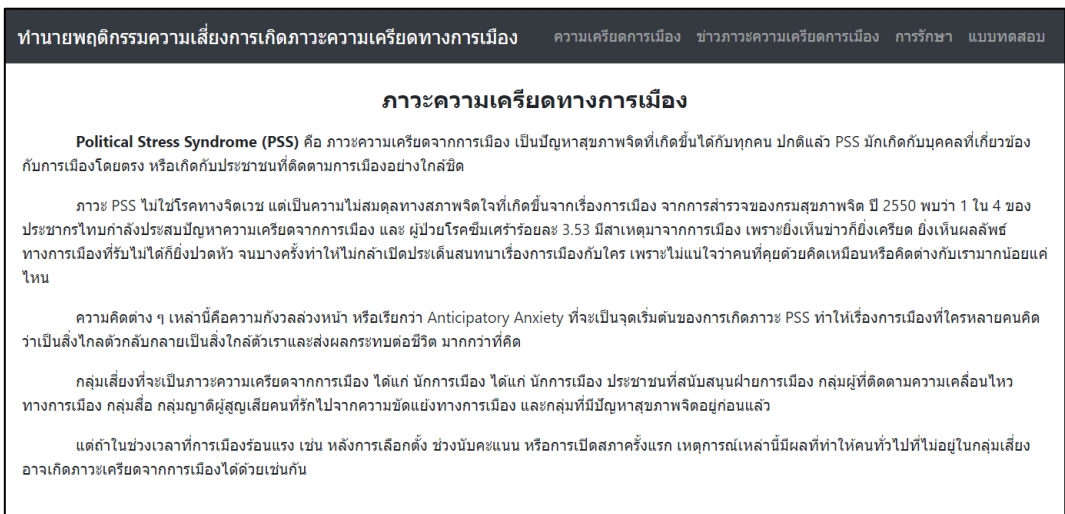 ทำนายพฤติกรรมความเสี่ยงการเกิดภาวะความเครียดทางการเมือง ความเครียดการเมือง ข่าวภาวะความเครียดการเมือง การรักษา แบบทดสอบ
ภาวะความเครียดทางการเมือง
Political Stress Syndrome (PSS) คือ ภาวะความเครียดจากการเมือง เป็นปัญหาสุขภาพจิตที่เกิดขึ้นได้กับทุกคน ปกติแล้ว PSS มักเกิดกับบุคคลที่เกี่ยวข้อง
กับการเมืองโดยตรง หรือเกิดกับประชาชนที่ติดตามการเมืองอย่างใกล้ชิด
ภาวะ PSS ไม่ใช่โรคทางจิตเวช แต่เป็นความไม่สมดุลทางสภาพจิตใจที่เกิดขึ้นจากเรื่องการเมือง จากการสำรวจของกรมสุขภาพจิต ปี 2550 พบว่า 1 ใน 4 ของ
ประชากรไทบกำลังประสบปัญหาความเครียดจากการเมือง และ ผู้ป่วยโรคซึมเศร้าร้อยละ 3.53 มีสาเหตุมาจากการเมือง เพราะยิ่งเห็นข่าวก็ยิ่งเครียด ยิ่งเห็นผลลัพธ์
ทางการเมืองที่รับไม่ได้ก็ยิ่งปวดหัว จนบางครั้งทำให้ไม่กล้าเปิดประเด็นสนทนาเรื่องการเมืองกับใคร เพราะไม่แน่ใจว่าคนที่คุยด้วยคิดเหมือนหรือคิดต่างกับเรามากน้อยแค่
ไหน
ความคิดต่าง ๆ เหล่านี้คือความกังวลล่วงหน้า หรือเรียกว่า Anticipatory Anxiety ที่จะเป็นจุดเริ่มต้นของการเกิดภาวะ PSS ทำให้เรื่องการเมืองที่ใครหลายคนคิด
ว่าเป็นสิ่งไกลตัวกลับกลายเป็นสิ่งใกล้ตัวเราและส่งผลกระทบต่อชีวิต มากกว่าที่คิด
กลุ่มเสี่ยงที่จะเป็นภาวะความเครียดจากการเมือง ได้แก่ นักการเมือง ได้แก่ นักการเมือง ประชาชนที่สนับสนุนฝ่ายการเมือง กลุ่มผู้ที่ติดตามความเคลื่อนไหว
ทางการเมือง กลุ่มสื่อ กลุ่มญาติผู้สูญเสียคนที่รักไปจากความขัดแย้งทางการเมือง และกลุ่มที่มีปัญหาสุขภาพจิตอยู่ก่อนแล้ว
แต่ถ้าในช่วงเวลาที่การเมืองร้อนแรง เช่น หลังการเลือกตั้ง ช่วงนับคะแนน หรือการเปิดสภาครั้งแรก เหตุการณ์เหล่านี้มีผลที่ทำให้คนทั่วไปที่ไม่อยู่ในกลุ่มเสี่ยง
อาจเกิดภาวะเครียดจากการเมืองได้ด้วยเช่นกัน